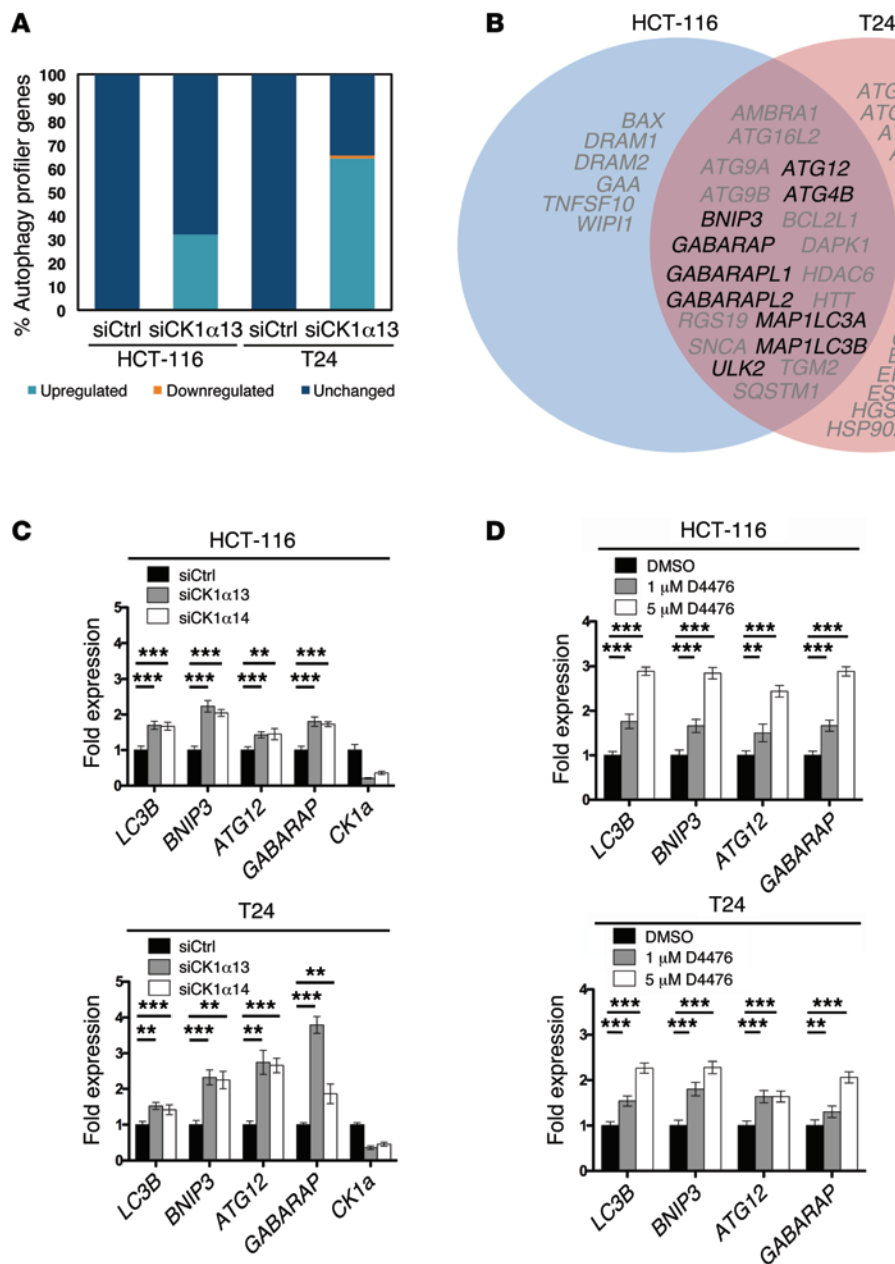 A
% Autophagy profiler genes
100
90
80
70
60
50
40
30
20
10
0
siCtrl siCK1α13 siCtrl siCK1α13
HCT-116 T24
Upregulated Downregulated Unchanged
B
HCT-116 T24
BAX
DRAM1
DRAM2
GAA
TNFSF10
WIPI1
AMBRA1
ATG16L2
ATG9A ATG12
ATG9B ATG4B
BNIP3 BCL2L1
GABARAP DAPK1
GABARAPL1 HDAC6
GABARAPL2 HTT
RGS19 MAP1LC3A
SNCA MAP1LC3B
ULK2 TGM2
SQSTM1
ATG
ESR
HGS
HSP90
C
HCT-116
siCtrl
siCK1α13
siCK1α14
Fold expression
5
4
3
2
1
0
*** *** ** ***
*** *** *** ***
LC3B BNIP3 ATG12 GABARAP CK1a
T24
siCtrl
siCK1α13
siCK1α14
Fold expression
5
4
3
2
1
0
*** ** *** **
** *** ** ***
LC3B BNIP3 ATG12 GABARAP CK1a
D
HCT-116
DMSO
1 μM D4476
5 μM D4476
Fold expression
4
3
2
1
0
*** *** *** ***
*** *** ** ***
LC3B BNIP3 ATG12 GABARAP
T24
DMSO
1 μM D4476
5 μM D4476
Fold expression
4
3
2
1
0
*** *** *** ***
*** *** *** **
LC3B BNIP3 ATG12 GABARAP